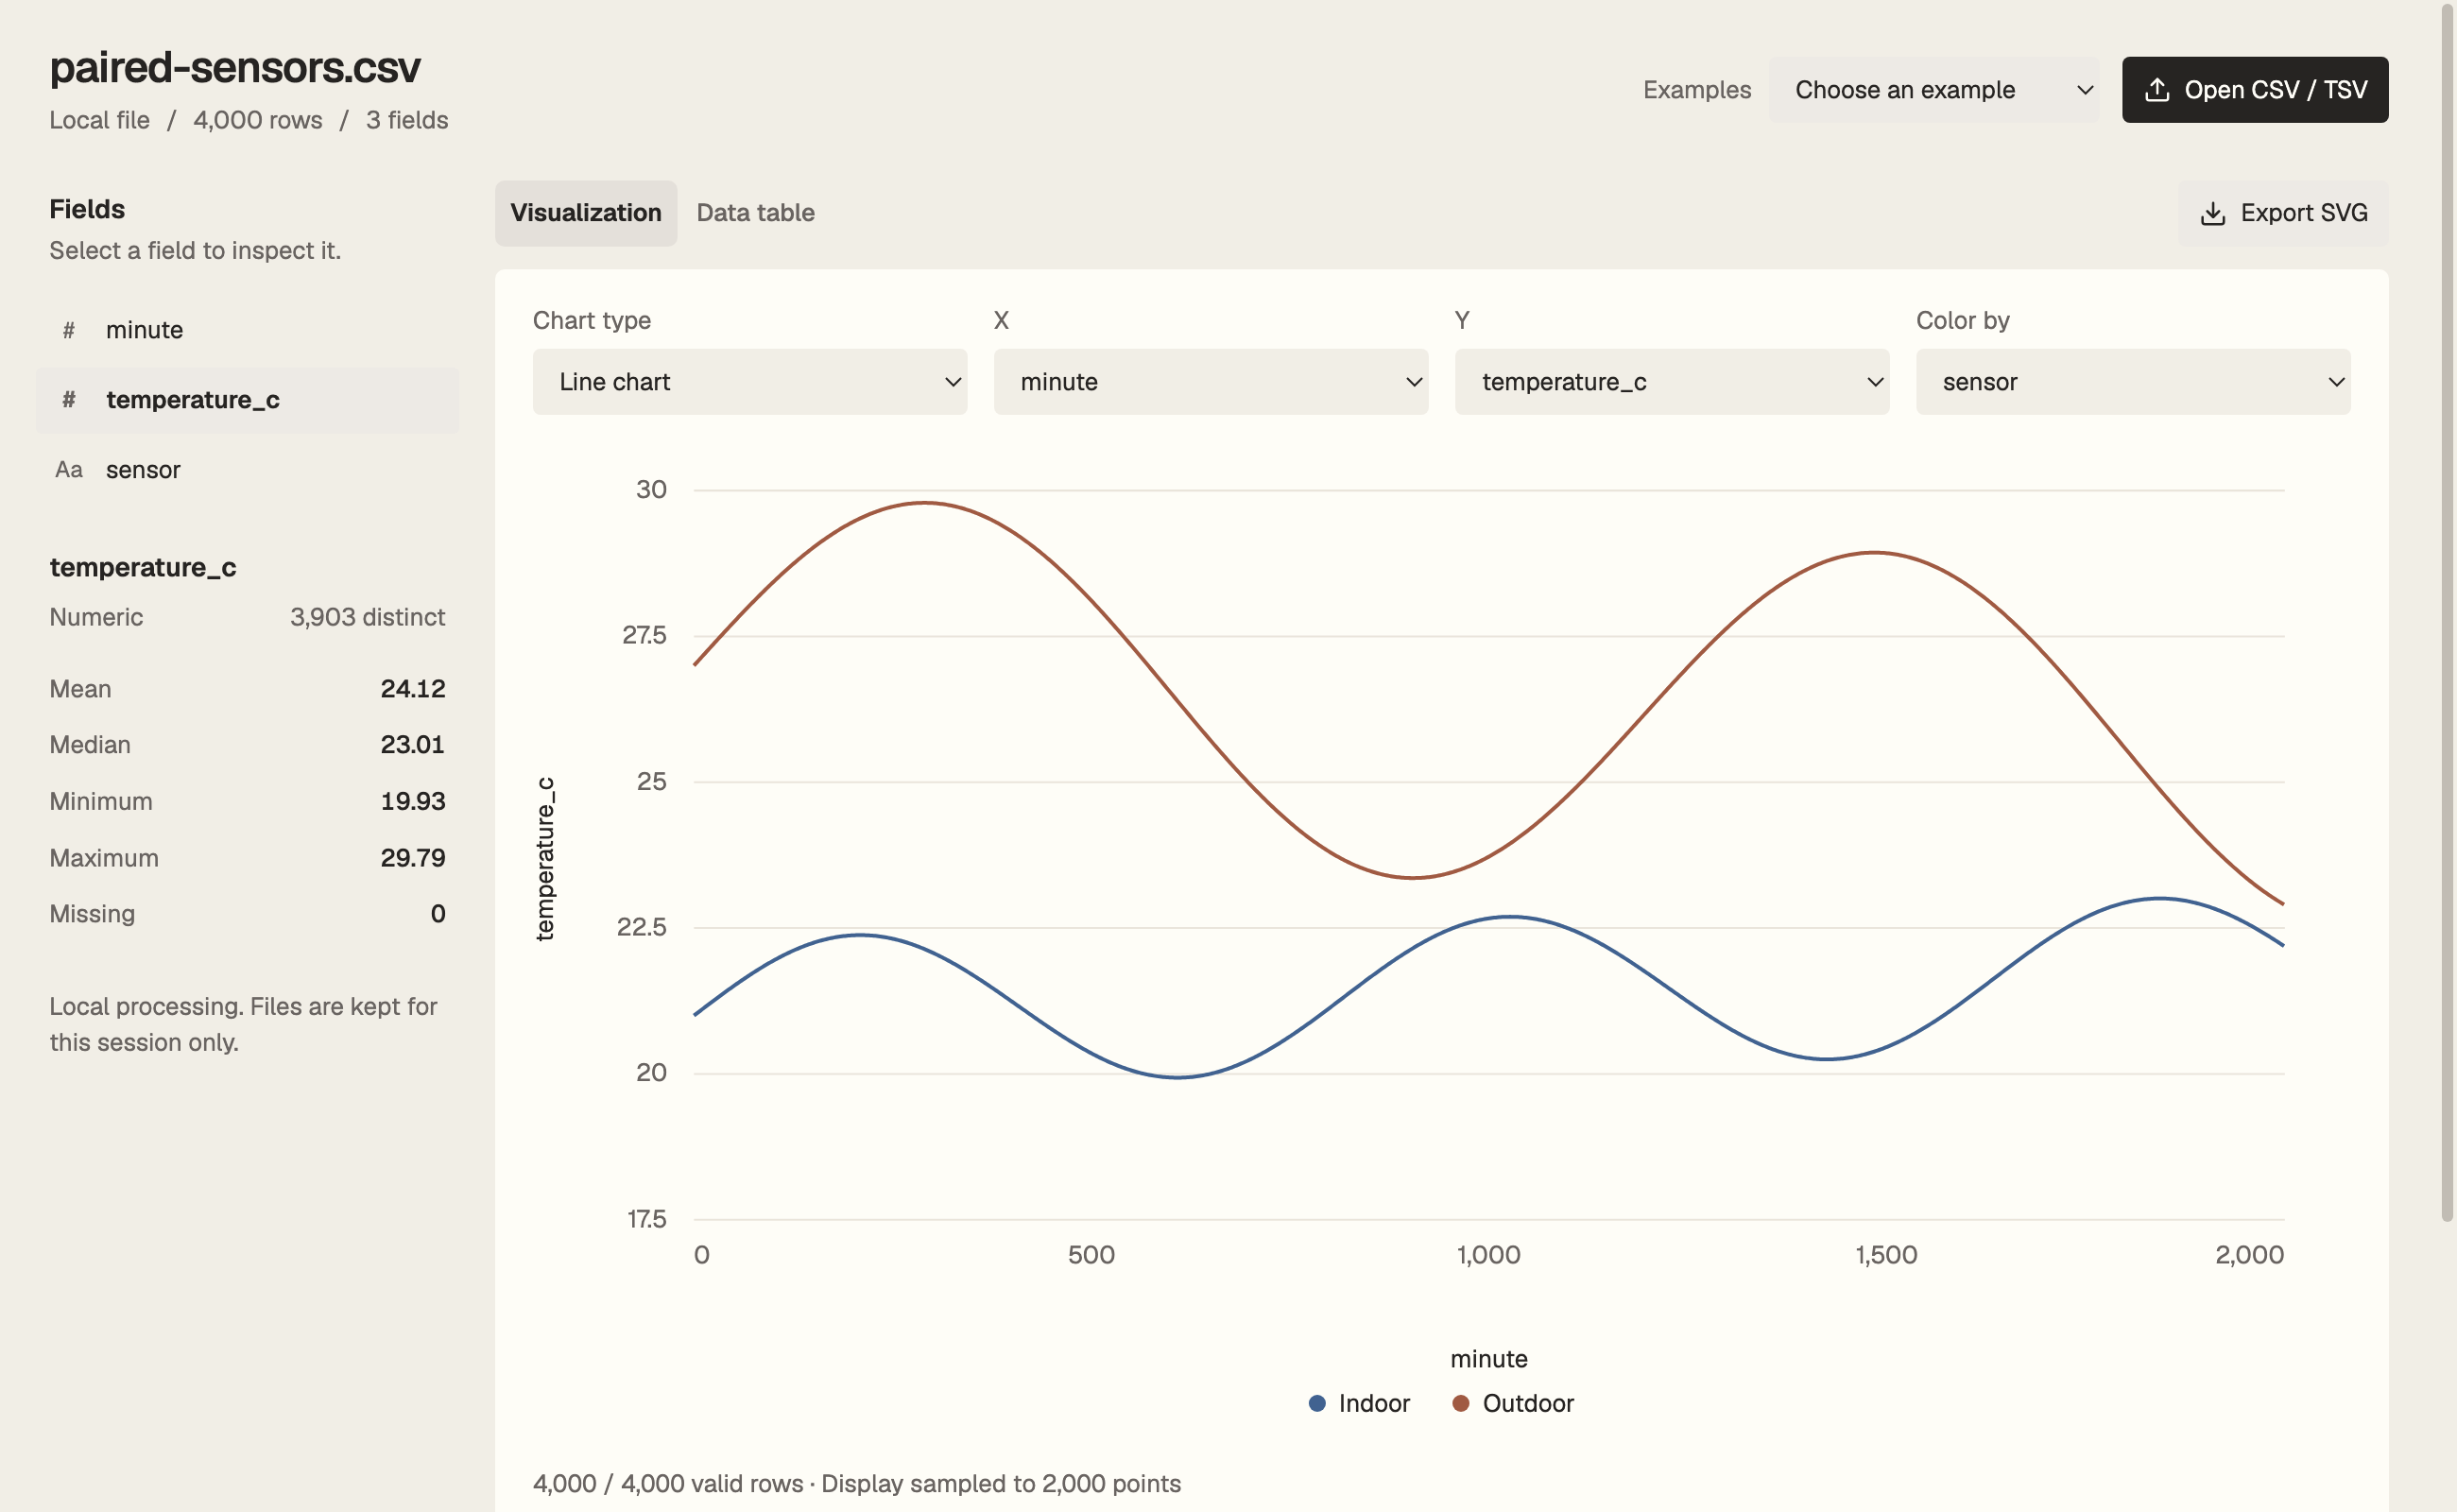 paired-sensors.csv
Local file / 4,000 rows / 3 fields
Examples
Choose an example
Open CSV / TSV
Fields
Select a field to inspect it.
# minute
# temperature_c
Aa sensor
temperature_c
Numeric 3,903 distinct
Mean 24.12
Median 23.01
Minimum 19.93
Maximum 29.79
Missing 0
Local processing. Files are kept for
this session only.
Visualization
Data table
Export SVG
Chart type
X
Y
Color by
Line chart
minute
temperature_c
sensor
temperature_c
30
27.5
25
22.5
20
17.5
0 500 1,000 1,500 2,000
minute
Indoor Outdoor
4,000 / 4,000 valid rows · Display sampled to 2,000 points